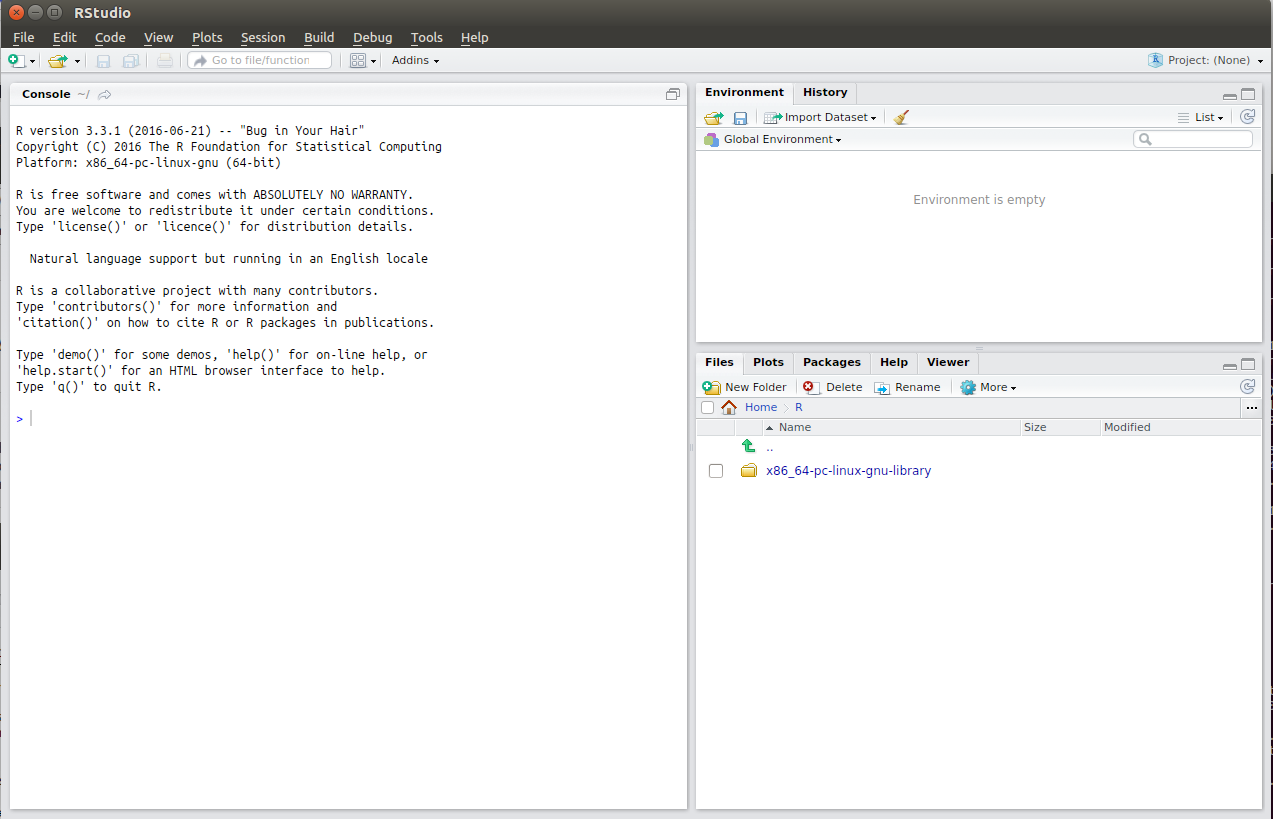 RStudio
File Edit Code View Plots Session Build Debug Tools Help
Go to file/function Addins Project: (None)
Console ~/
R version 3.3.1 (2016-06-21) -- "Bug in Your Hair"
Copyright (C) 2016 The R Foundation for Statistical Computing
Platform: x86_64-pc-linux-gnu (64-bit)
R is free software and comes with ABSOLUTELY NO WARRANTY.
You are welcome to redistribute it under certain conditions.
Type 'license()' or 'licence()' for distribution details.
Natural language support but running in an English locale
R is a collaborative project with many contributors.
Type 'contributors()' for more information and
'citation()' on how to cite R or R packages in publications.
Type 'demo()' for some demos, 'help()' for on-line help, or
'help.start()' for an HTML browser interface to help.
Type 'q()' to quit R.
>
Environment History
Import Dataset List
Global Environment
Environment is empty
Files Plots Packages Help Viewer
New Folder Delete Rename More
Home R ...
Name Size Modified
..
x86_64-pc-linux-gnu-library